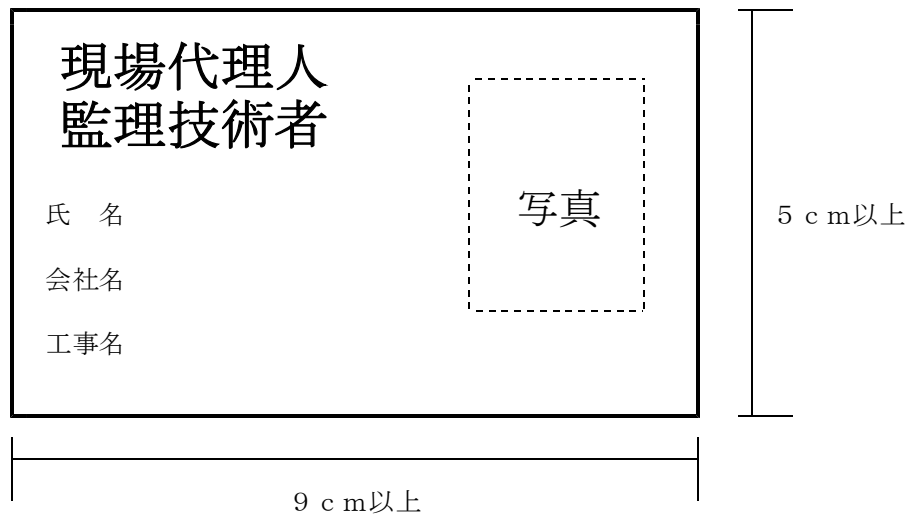 現場代理人
監理技術者
写真
氏　名
会社名
工事名
５ｃｍ以上
９ｃｍ以上